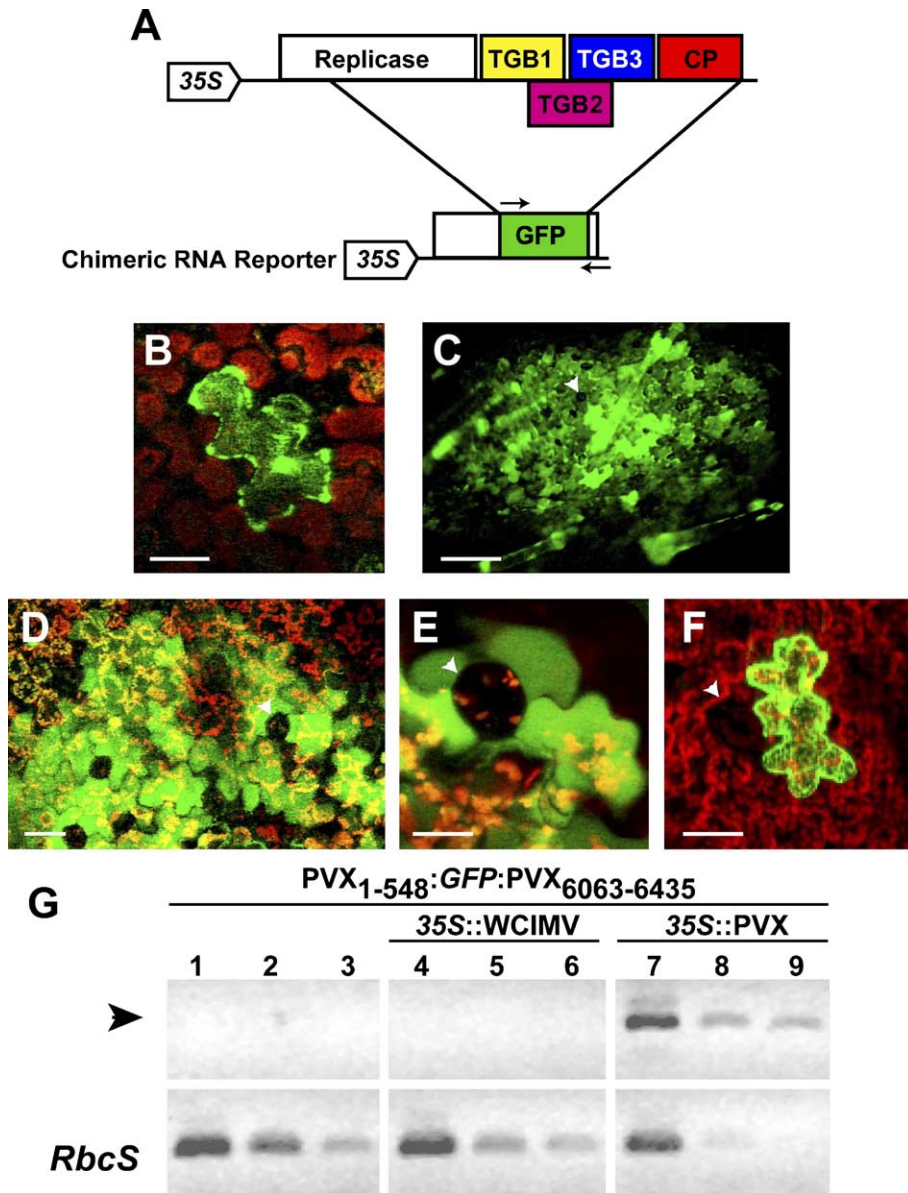 A
35S
Replicase
TGB1
TGB3
CP
TGB2
GFP
Chimeric RNA Reporter
35S
B
C
D
E
F
G
PVX1-548:GFP:PVX6063-6435
35S::WCIMV
35S::PVX
1 2 3 4 5 6 7 8 9
RbcS